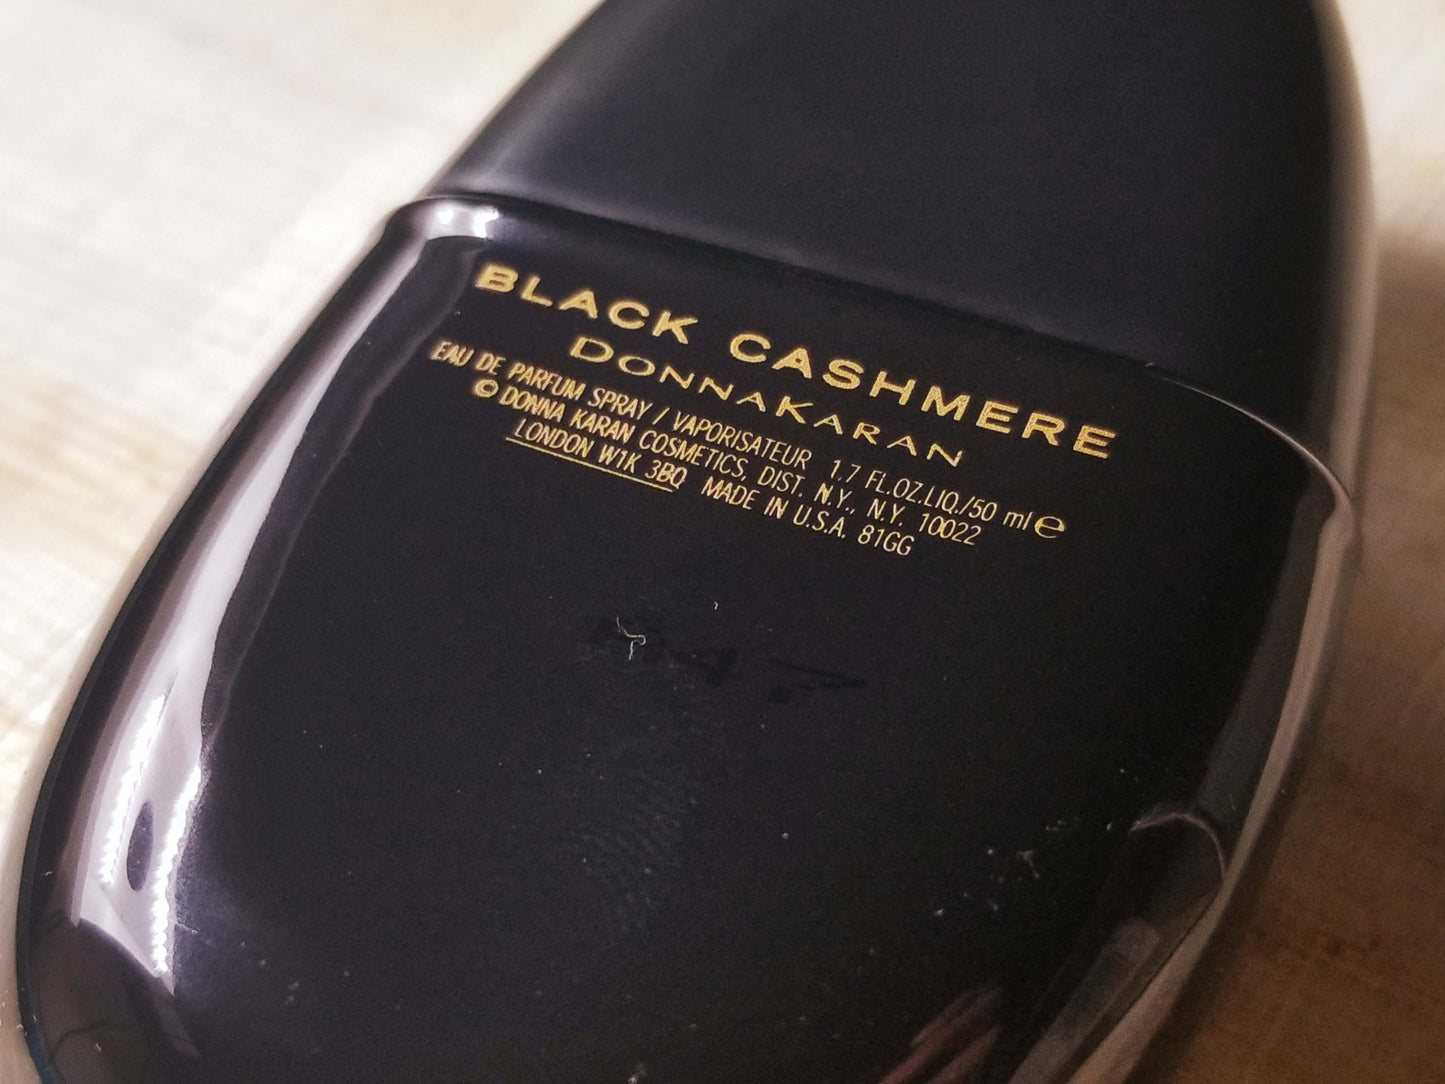 BLACK CASHMERE
DONNAKARAN
EAU DE PARFUM SPRAY / VAPORISATEUR 1.7 FL.OZ.LIQ./50 ml ℮
© DONNA KARAN COSMETICS, DIST. N.Y., N.Y. 10022
LONDON W1K 3BQ MADE IN U.S.A. 81GG